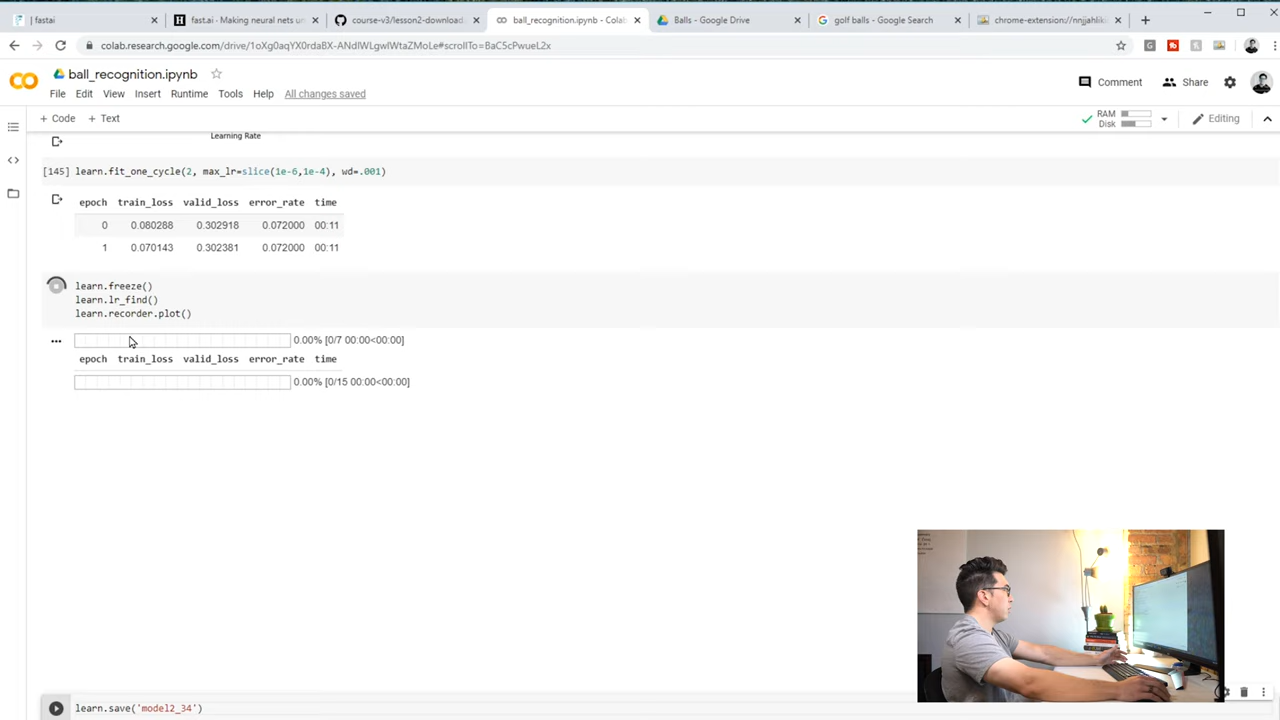 | fastai
fast.ai · Making neural nets un
course-v3/lesson2-download.
ball_recognition.ipynb - Colab
Balls - Google Drive
golf balls - Google Search
chrome-extension://nnjjahlik
colab.research.google.com/drive/1oXg0aqYX0rdaBX-ANdIWLgwIWtaZMoLe#scrollTo=BaC5cPwueL2x
ball_recognition.ipynb
Comment
Share
File Edit View Insert Runtime Tools Help All changes saved
+ Code + Text
RAM
Disk
Editing
Learning Rate
[145] learn.fit_one_cycle(2, max_lr=slice(1e-6,1e-4), wd=.001)
epoch train_loss valid_loss error_rate time
0 0.080288 0.302918 0.072000 00:11
1 0.070143 0.302381 0.072000 00:11
learn.freeze()
learn.lr_find()
learn.recorder.plot()
0.00% [0/7 00:00<00:00]
epoch train_loss valid_loss error_rate time
0.00% [0/15 00:00<00:00]
learn.save('model2_34')